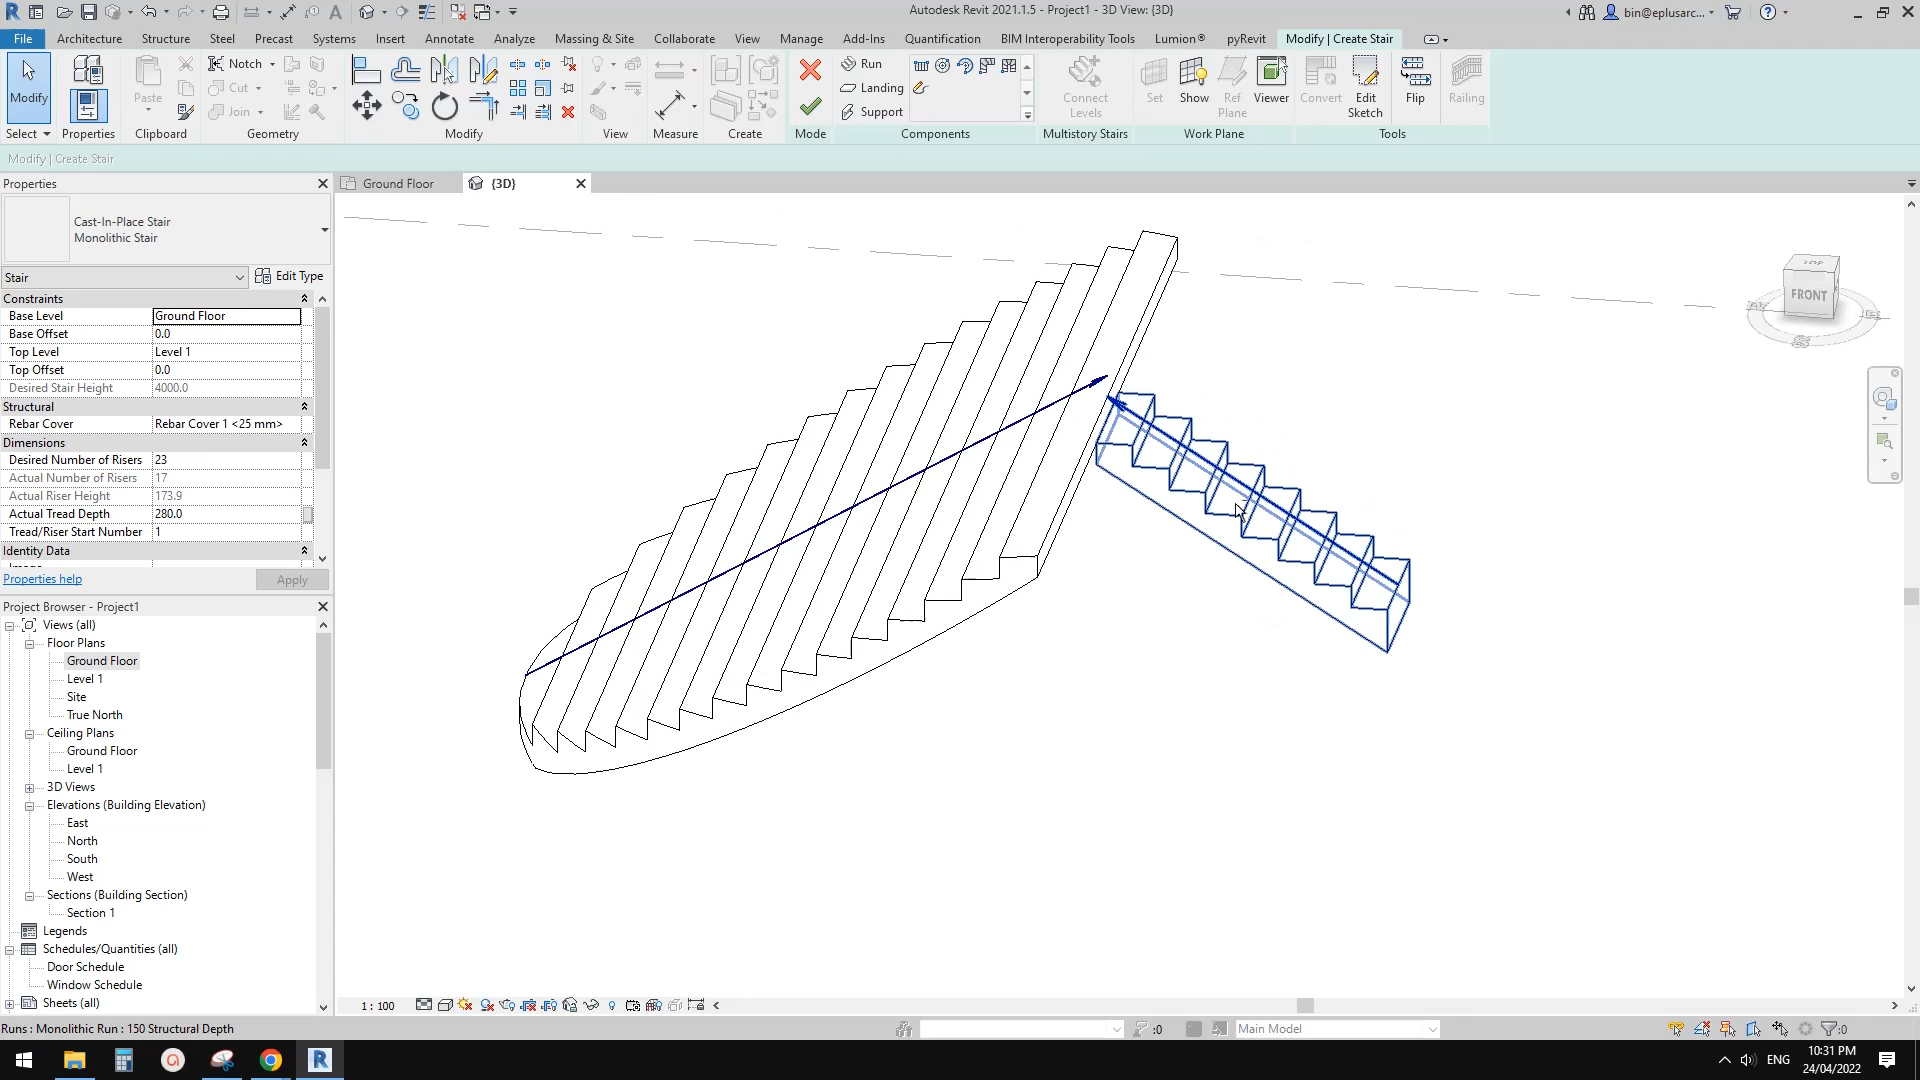 Autodesk Revit 2021.1.5 - Project1 - 3D View: {3D}
bin@eplusarc...
File Architecture Structure Steel Precast Systems Insert Annotate Analyze Massing & Site Collaborate View Manage Add-Ins Quantification BIM Interoperability Tools Lumion® pyRevit Modify | Create Stair
Modify
Paste
Notch
Cut
Join
Run
Landing
Support
Connect Levels
Set
Show
Ref Plane
Viewer
Convert
Edit Sketch
Flip
Railing
Select Properties Clipboard Geometry Modify View Measure Create Mode Components Multistory Stairs Work Plane Tools
Modify | Create Stair
Properties
Ground Floor
{3D}
Cast-In-Place Stair
Monolithic Stair
Stair
Edit Type
Constraints
Base Level Ground Floor
Base Offset 0.0
Top Level Level 1
Top Offset 0.0
Desired Stair Height 4000.0
Structural
Rebar Cover Rebar Cover 1 <25 mm>
Dimensions
Desired Number of Risers 23
Actual Number of Risers 17
Actual Riser Height 173.9
Actual Tread Depth 280.0
Tread/Riser Start Number 1
Identity Data
Properties help
Apply
TOP
FRONT
S
Project Browser - Project1
Views (all)
Floor Plans
Ground Floor
Level 1
Site
True North
Ceiling Plans
Ground Floor
Level 1
3D Views
Elevations (Building Elevation)
East
North
South
West
Sections (Building Section)
Section 1
Legends
Schedules/Quantities (all)
Door Schedule
Window Schedule
Sheets (all)
1 : 100
Runs : Monolithic Run : 150 Structural Depth
:0
Main Model
:0
ENG
10:31 PM
24/04/2022